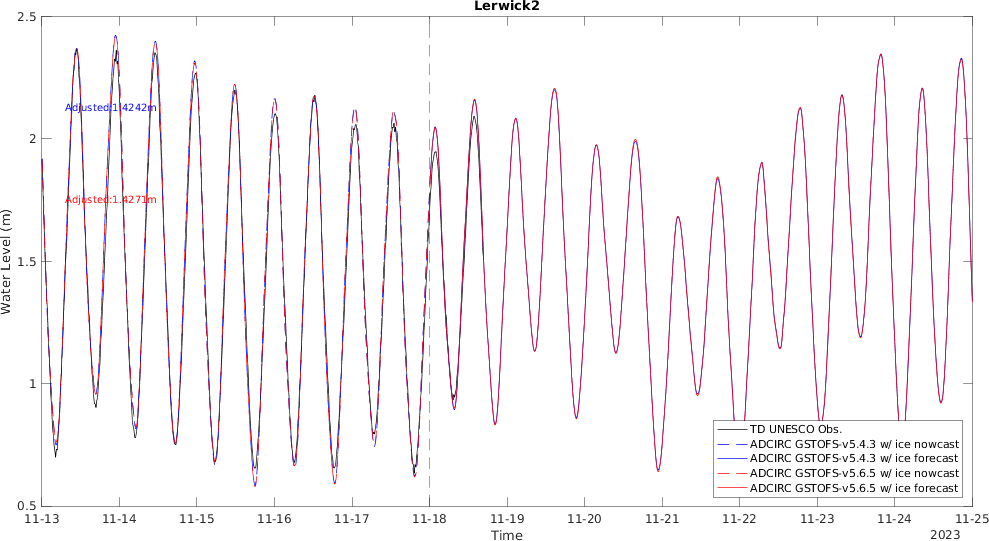 Lerwick2
2.5
2
1.5
1
0.5
Water Level (m)
Adjusted:1.4242m
Adjusted:1.4271m
TD UNESCO Obs.
ADCIRC GSTOFS-v5.4.3 w/ ice nowcast
ADCIRC GSTOFS-v5.4.3 w/ ice forecast
ADCIRC GSTOFS-v5.6.5 w/ ice nowcast
ADCIRC GSTOFS-v5.6.5 w/ ice forecast
11-13 11-14 11-15 11-16 11-17 11-18 11-19 11-20 11-21 11-22 11-23 11-24 11-25
Time
2023